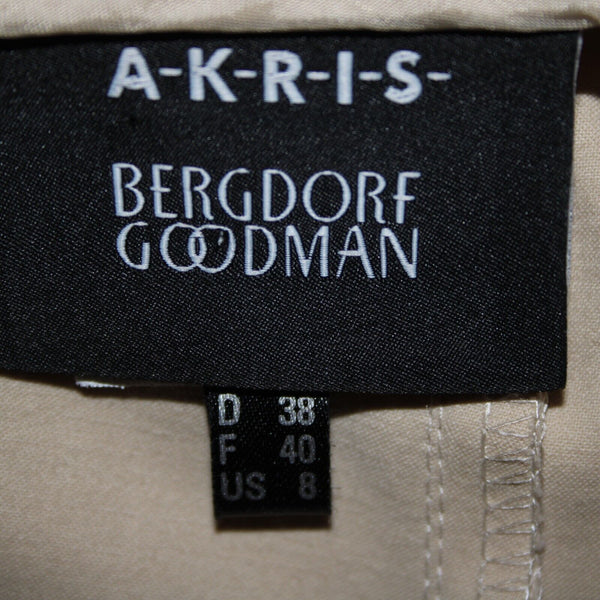 A-K-R-I-S-
BERGDORF
GOODMAN
D 38
F 40
US 8